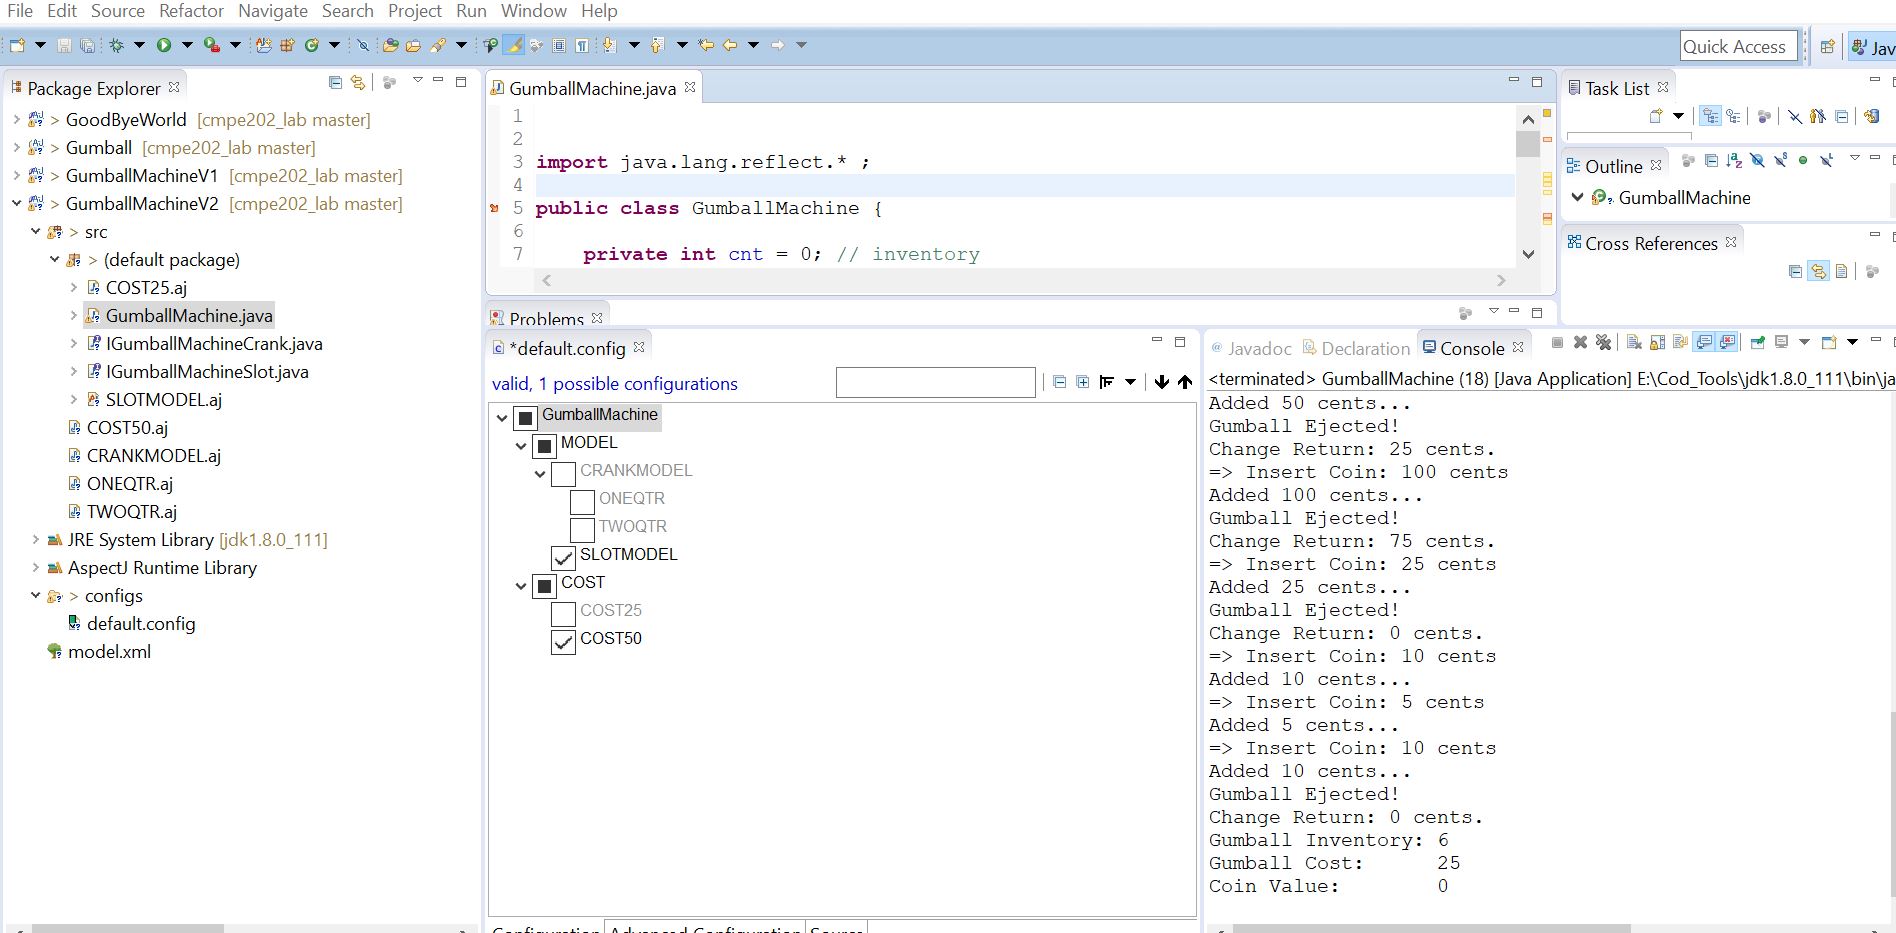 File Edit Source Refactor Navigate Search Project Run Window Help
Quick Access
Jav
Package Explorer
> GoodByeWorld [cmpe202_lab master]
> Gumball [cmpe202_lab master]
> GumballMachineV1 [cmpe202_lab master]
> GumballMachineV2 [cmpe202_lab master]
> src
> (default package)
COST25.aj
GumballMachine.java
IGumballMachineCrank.java
IGumballMachineSlot.java
SLOTMODEL.aj
COST50.aj
CRANKMODEL.aj
ONEQTR.aj
TWOQTR.aj
JRE System Library [jdk1.8.0_111]
AspectJ Runtime Library
> configs
default.config
model.xml
GumballMachine.java
1
2
3 import java.lang.reflect.* ;
4
5 public class GumballMachine {
6
7 private int cnt = 0; // inventory
Problems
*default.config
valid, 1 possible configurations
GumballMachine
MODEL
CRANKMODEL
ONEQTR
TWOQTR
SLOTMODEL
COST
COST25
COST50
Configuration Advanced Configuration Source
Task List
Outline
GumballMachine
Cross References
@ Javadoc Declaration Console
<terminated> GumballMachine (18) [Java Application] E:\Cod_Tools\jdk1.8.0_111\bin\ja
Added 50 cents...
Gumball Ejected!
Change Return: 25 cents.
=> Insert Coin: 100 cents
Added 100 cents...
Gumball Ejected!
Change Return: 75 cents.
=> Insert Coin: 25 cents
Added 25 cents...
Gumball Ejected!
Change Return: 0 cents.
=> Insert Coin: 10 cents
Added 10 cents...
=> Insert Coin: 5 cents
Added 5 cents...
=> Insert Coin: 10 cents
Added 10 cents...
Gumball Ejected!
Change Return: 0 cents.
Gumball Inventory: 6
Gumball Cost: 25
Coin Value: 0